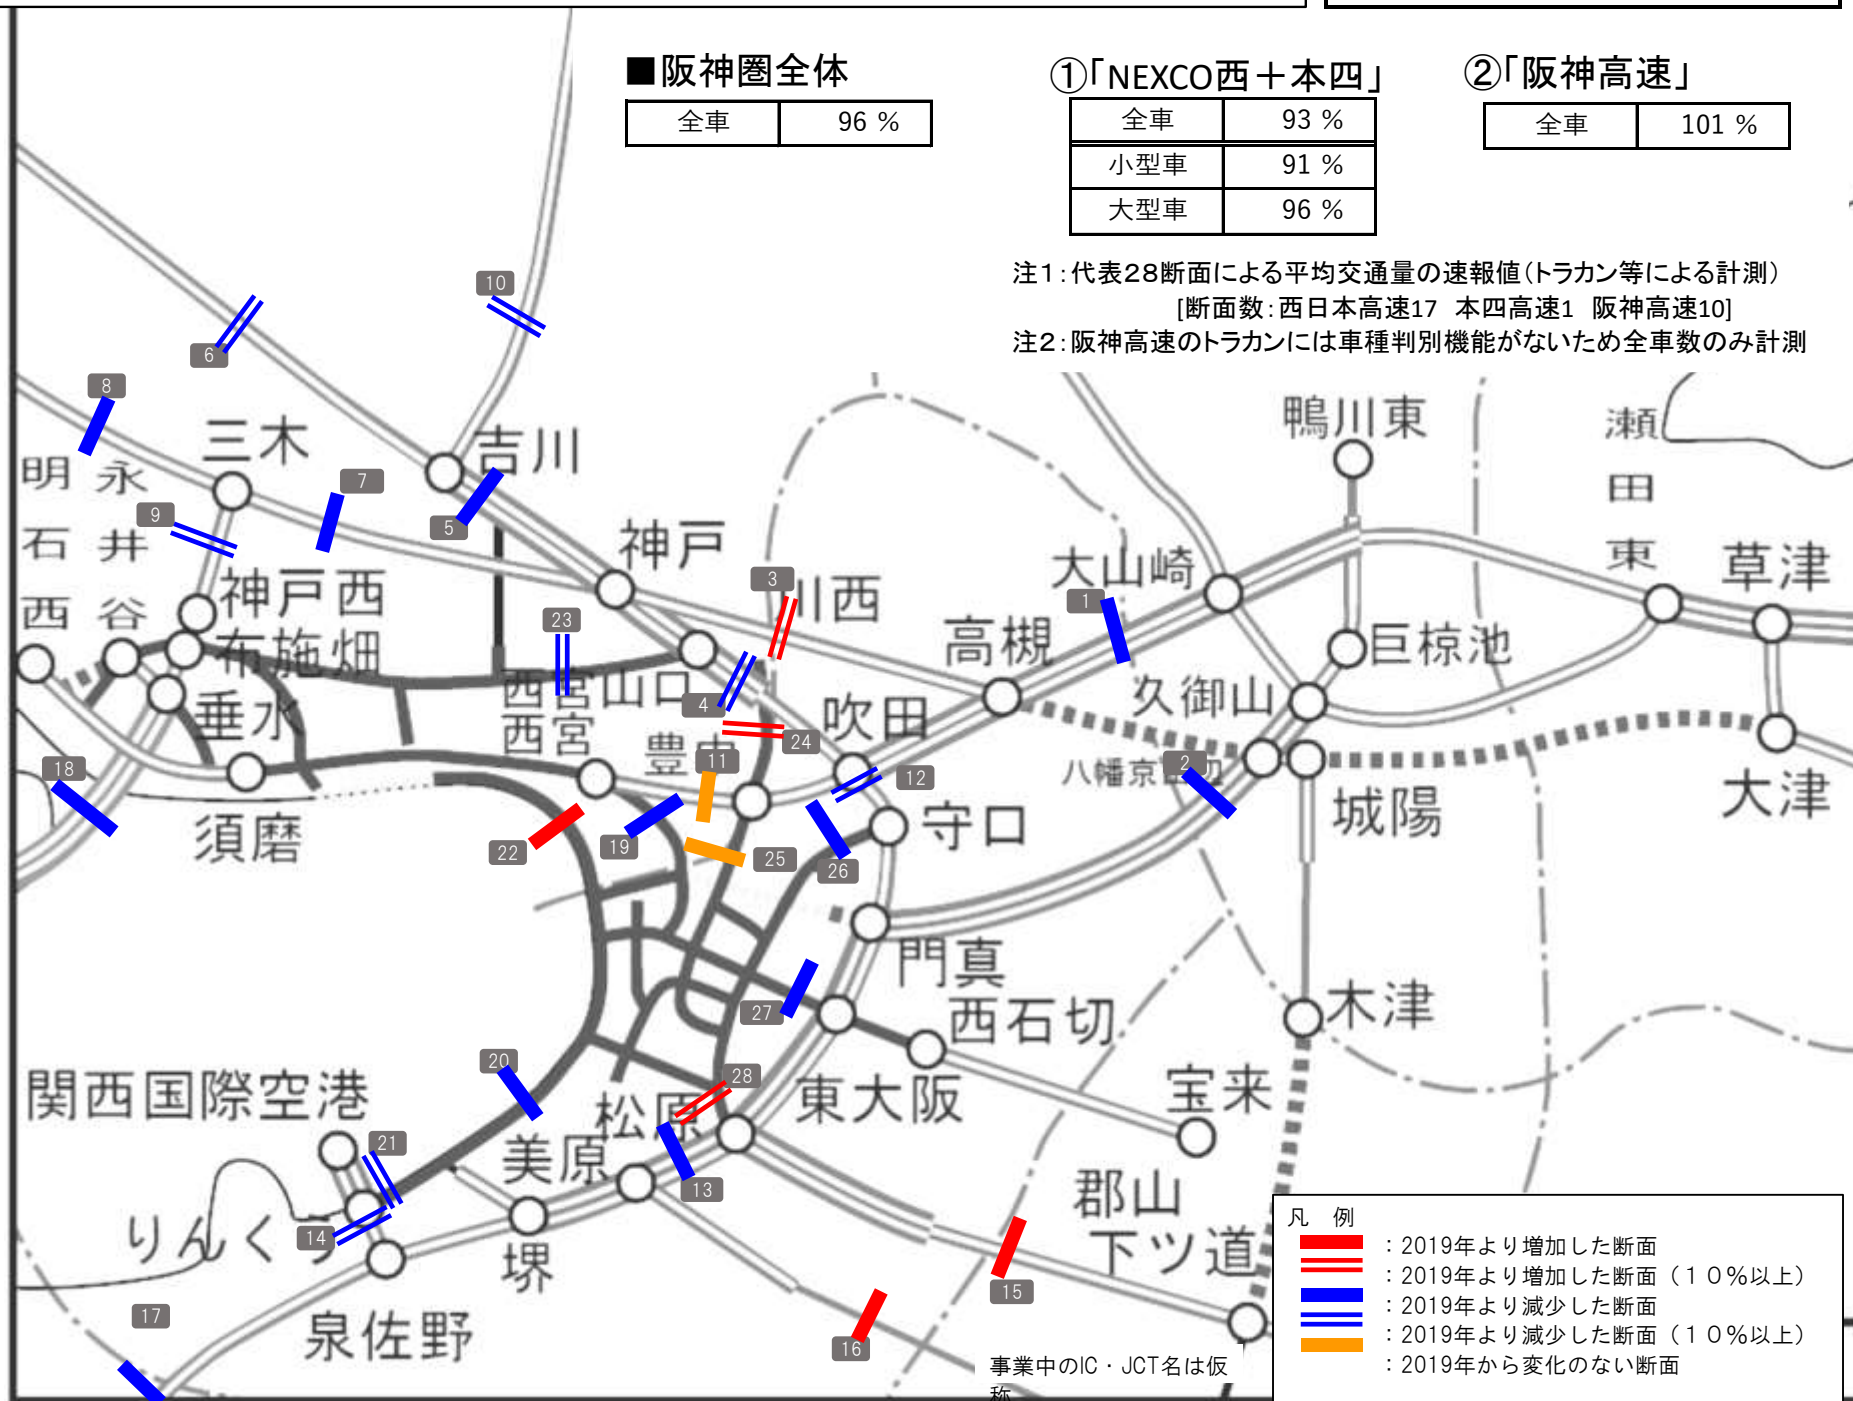 ■阪神圏全体
全車 96 %
①「NEXCO西＋本四」
全車 93 %
小型車 91 %
大型車 96 %
②「阪神高速」
全車 101 %
注1：代表28断面による平均交通量の速報値（トラカン等による計測）
[断面数：西日本高速17 本四高速1 阪神高速10]
注2：阪神高速のトラカンには車種判別機能がないため全車数のみ計測
10
6
8
三木
吉川
鴨川東
瀬田東
明石西
永井谷
7
9
5
神戸
大山崎
草津
3
川西
1
神戸西
布施畑
23
高槻
巨椋池
西宮山口
4
久御山
垂水
西宮
吹田
24
豊中
11
18
12
八幡京田辺
2
大津
須磨
守口
城陽
22
19
25
26
門真
27
西石切
木津
20
28
関西国際空港
松原
東大阪
宝来
21
美原
13
郡山
下ツ道
14
りんくう
堺
15
17
泉佐野
16
事業中のIC・JCT名は仮
称
凡 例
：2019年より増加した断面
：2019年より増加した断面（１０％以上）
：2019年より減少した断面
：2019年より減少した断面（１０％以上）
：2019年から変化のない断面